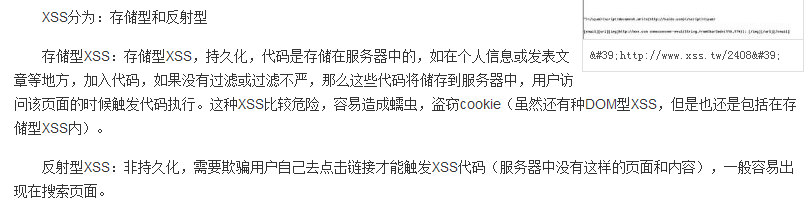 XSS分为：存储型和反射型
存储型XSS：存储型XSS，持久化，代码是存储在服务器中的，如在个人信息或发表文
章等地方，加入代码，如果没有过滤或过滤不严，那么这些代码将储存到服务器中，用户访
问该页面的时候触发代码执行。这种XSS比较危险，容易造成蠕虫，盗窃cookie（虽然还有种DOM型XSS，但是也还是包括在存
储型XSS内）。
反射型XSS：非持久化，需要欺骗用户自己去点击链接才能触发XSS代码（服务器中没有这样的页面和内容），一般容易出
现在搜索页面。
&#39;http://www.xss.tw/2408&#39;